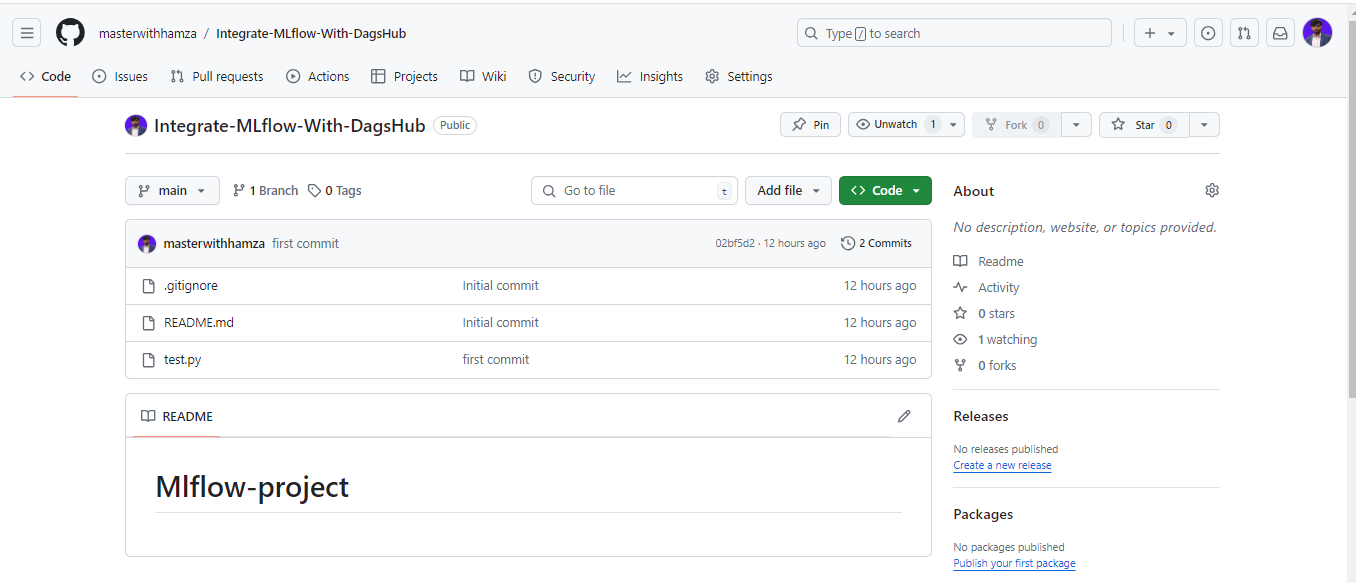 masterwithhamza / Integrate-MLflow-With-DagsHub
Type / to search
Code Issues Pull requests Actions Projects Wiki Security Insights Settings
Integrate-MLflow-With-DagsHub Public
Pin Unwatch 1 Fork 0 Star 0
main 1 Branch 0 Tags
Go to file t Add file Code
masterwithhamza first commit 02bf5d2 · 12 hours ago 2 Commits
.gitignore Initial commit 12 hours ago
README.md Initial commit 12 hours ago
test.py first commit 12 hours ago
README
Mlflow-project
About
No description, website, or topics provided.
Readme
Activity
0 stars
1 watching
0 forks
Releases
No releases published
Create a new release
Packages
No packages published
Publish your first package